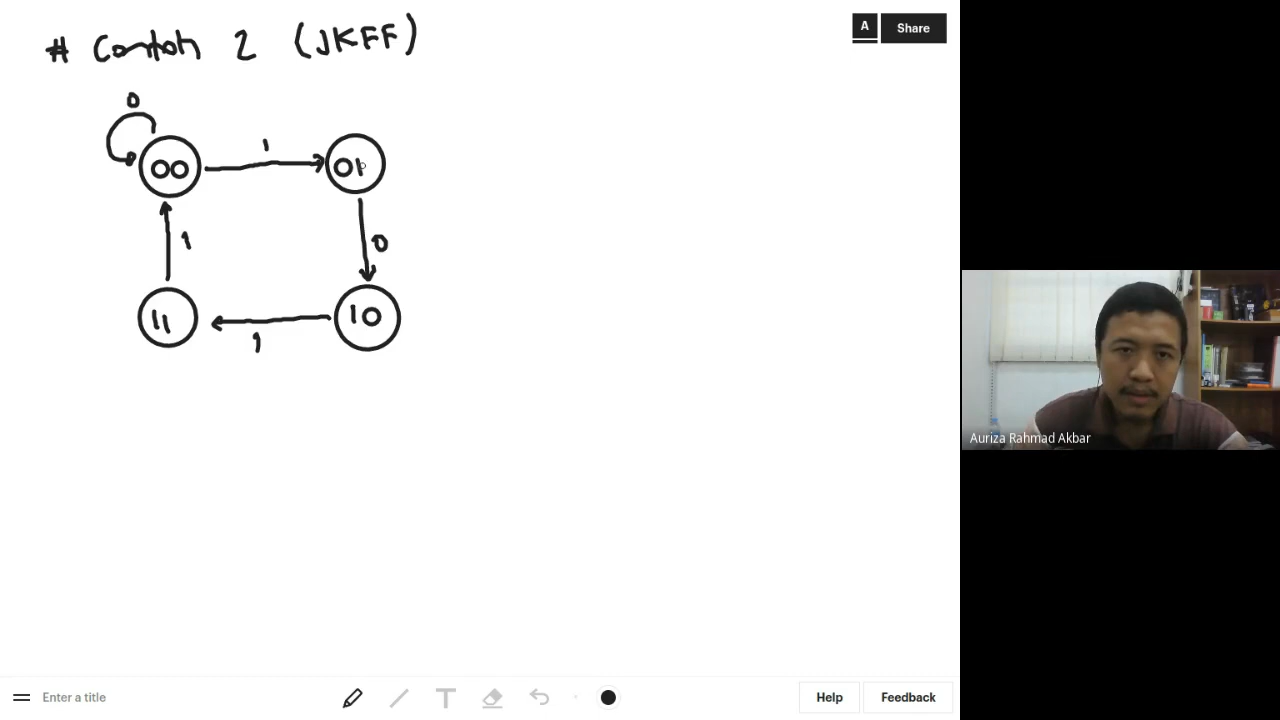 # Contoh 2 (JKFF)
A Share
0
00 1 01
1 0
11 1 10
Auriza Rahmad Akbar
Enter a title T Help Feedback